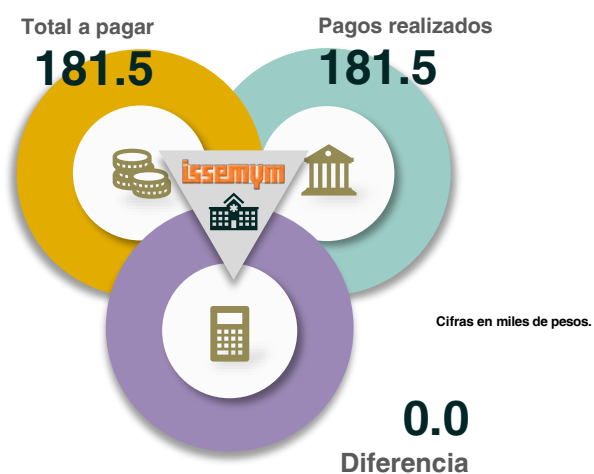 Total a pagar
181.5
Pagos realizados
181.5
issemym
Cifras en miles de pesos.
0.0
Diferencia